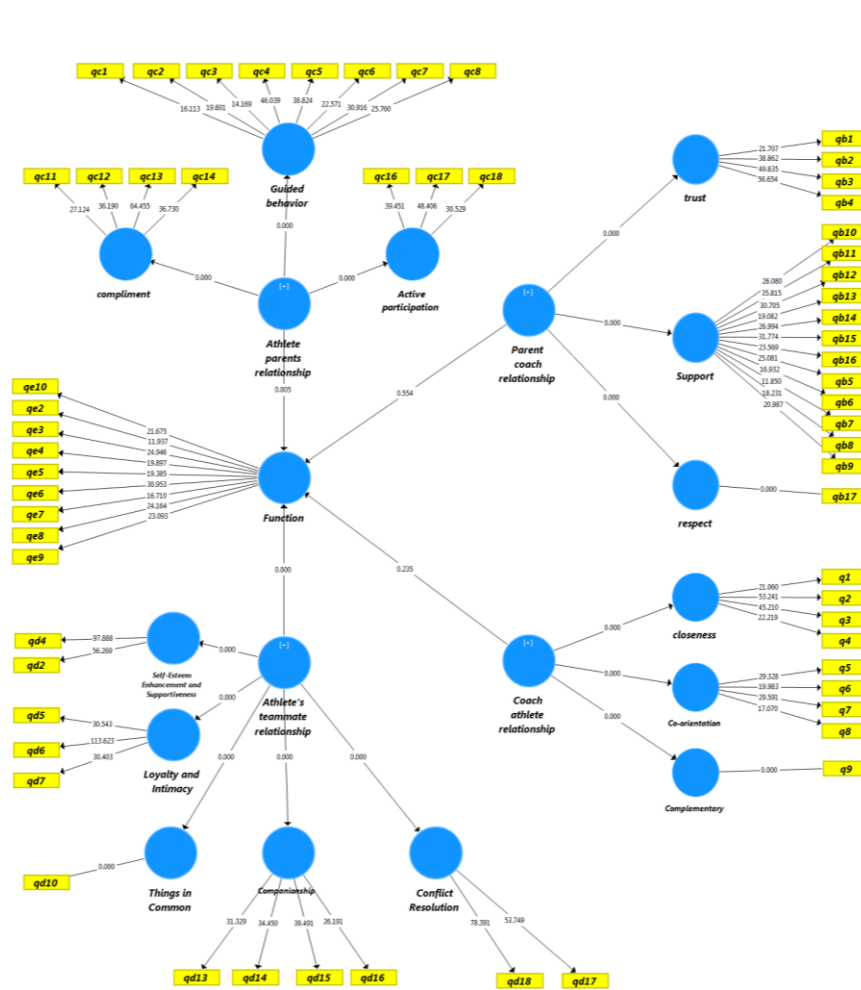 qc1 qc2 qc3 qc4 qc5 qc6 qc7 qc8
16.113 19.601 14.169 46.039 38.824 22.571 30.916 25.760
Guided
behavior
qc11 qc12 qc13 qc14
27.124 36.190 64.455 36.730
compliment
qc16 qc17 qc18
39.451 48.406 30.529
Active
participation
0.000
0.000
0.000
[+]
Athlete
parents
relationship
0.005
qe10
qe2
qe3
qe4
qe5
qe6
qe7
qe8
qe9
21.675
11.937
24.946
19.897
19.385
30.953
16.710
24.164
23.093
Function
0.554
0.235
0.000
[+]
Parent
coach
relationship
0.000
0.000
0.000
trust
21.707
38.862
49.835
56.654
qb1
qb2
qb3
qb4
Support
26.080
35.815
30.705
19.082
26.994
31.774
23.569
25.081
16.932
11.850
18.231
20.987
qb10
qb11
qb12
qb13
qb14
qb15
qb16
qb5
qb6
qb7
qb8
qb9
respect
0.000
qb17
[+]
Coach
athlete
relationship
0.000
0.000
0.000
closeness
21.060
53.241
45.210
22.219
q1
q2
q3
q4
Co-orientation
29.328
19.983
29.591
17.070
q5
q6
q7
q8
Complementary
0.000
q9
[+]
Athlete's
teammate
relationship
0.000
0.000
0.000
0.000
0.000
qd4
qd2
97.888
56.269
Self-Esteem
Enhancement and
Supportiveness
qd5
qd6
qd7
30.543
113.623
30.403
Loyalty and
Intimacy
qd10
0.000
Things in
Common
Companionship
31.329 34.450 39.491 26.191
qd13 qd14 qd15 qd16
Conflict
Resolution
78.391 53.749
qd18 qd17